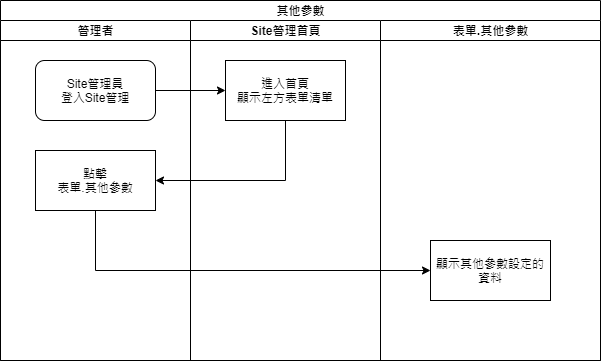 其他參數
管理者
Site管理首頁
表單.其他參數
Site管理員
登入Site管理
進入首頁
顯示左方表單清單
點擊
表單.其他參數
顯示其他參數設定的
資料